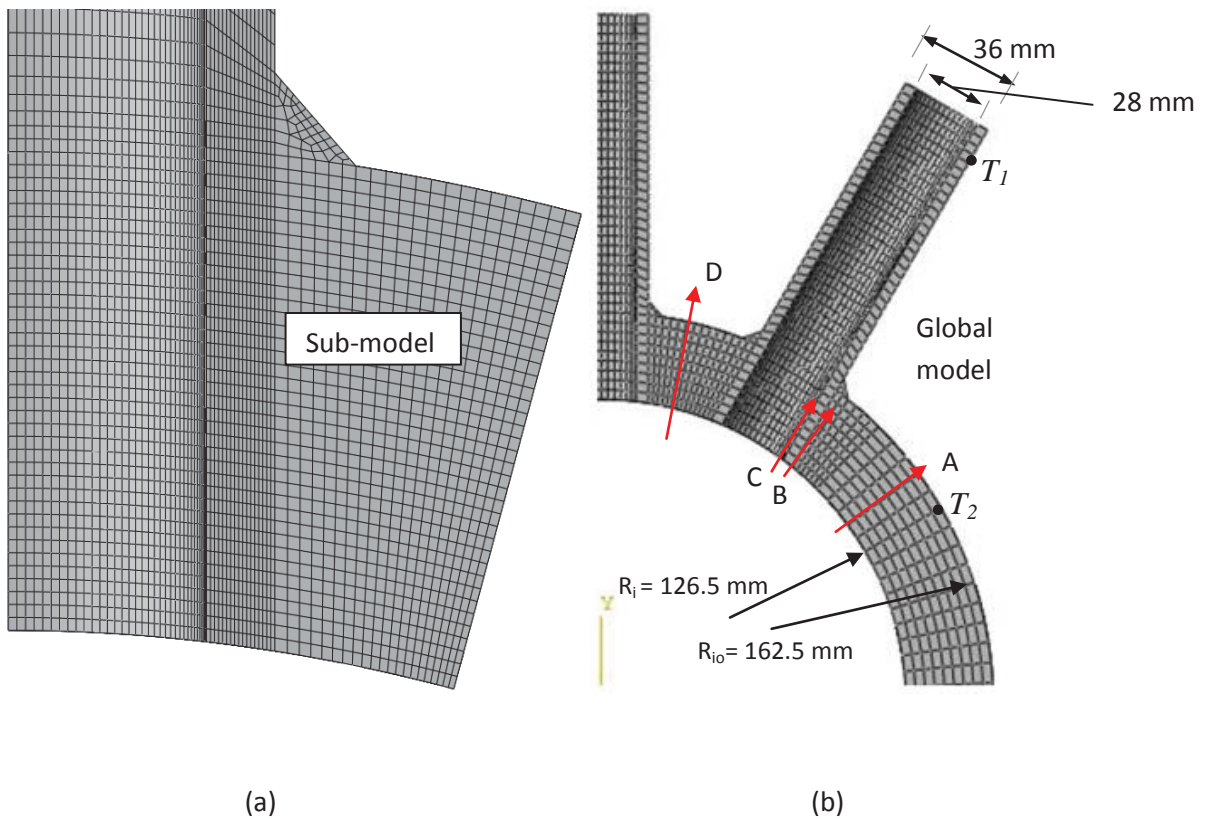 36 mm
28 mm
T1
D
Global
model
Sub-model
A
C
B
T2
Ri = 126.5 mm
Y
Rio= 162.5 mm
(a)
(b)